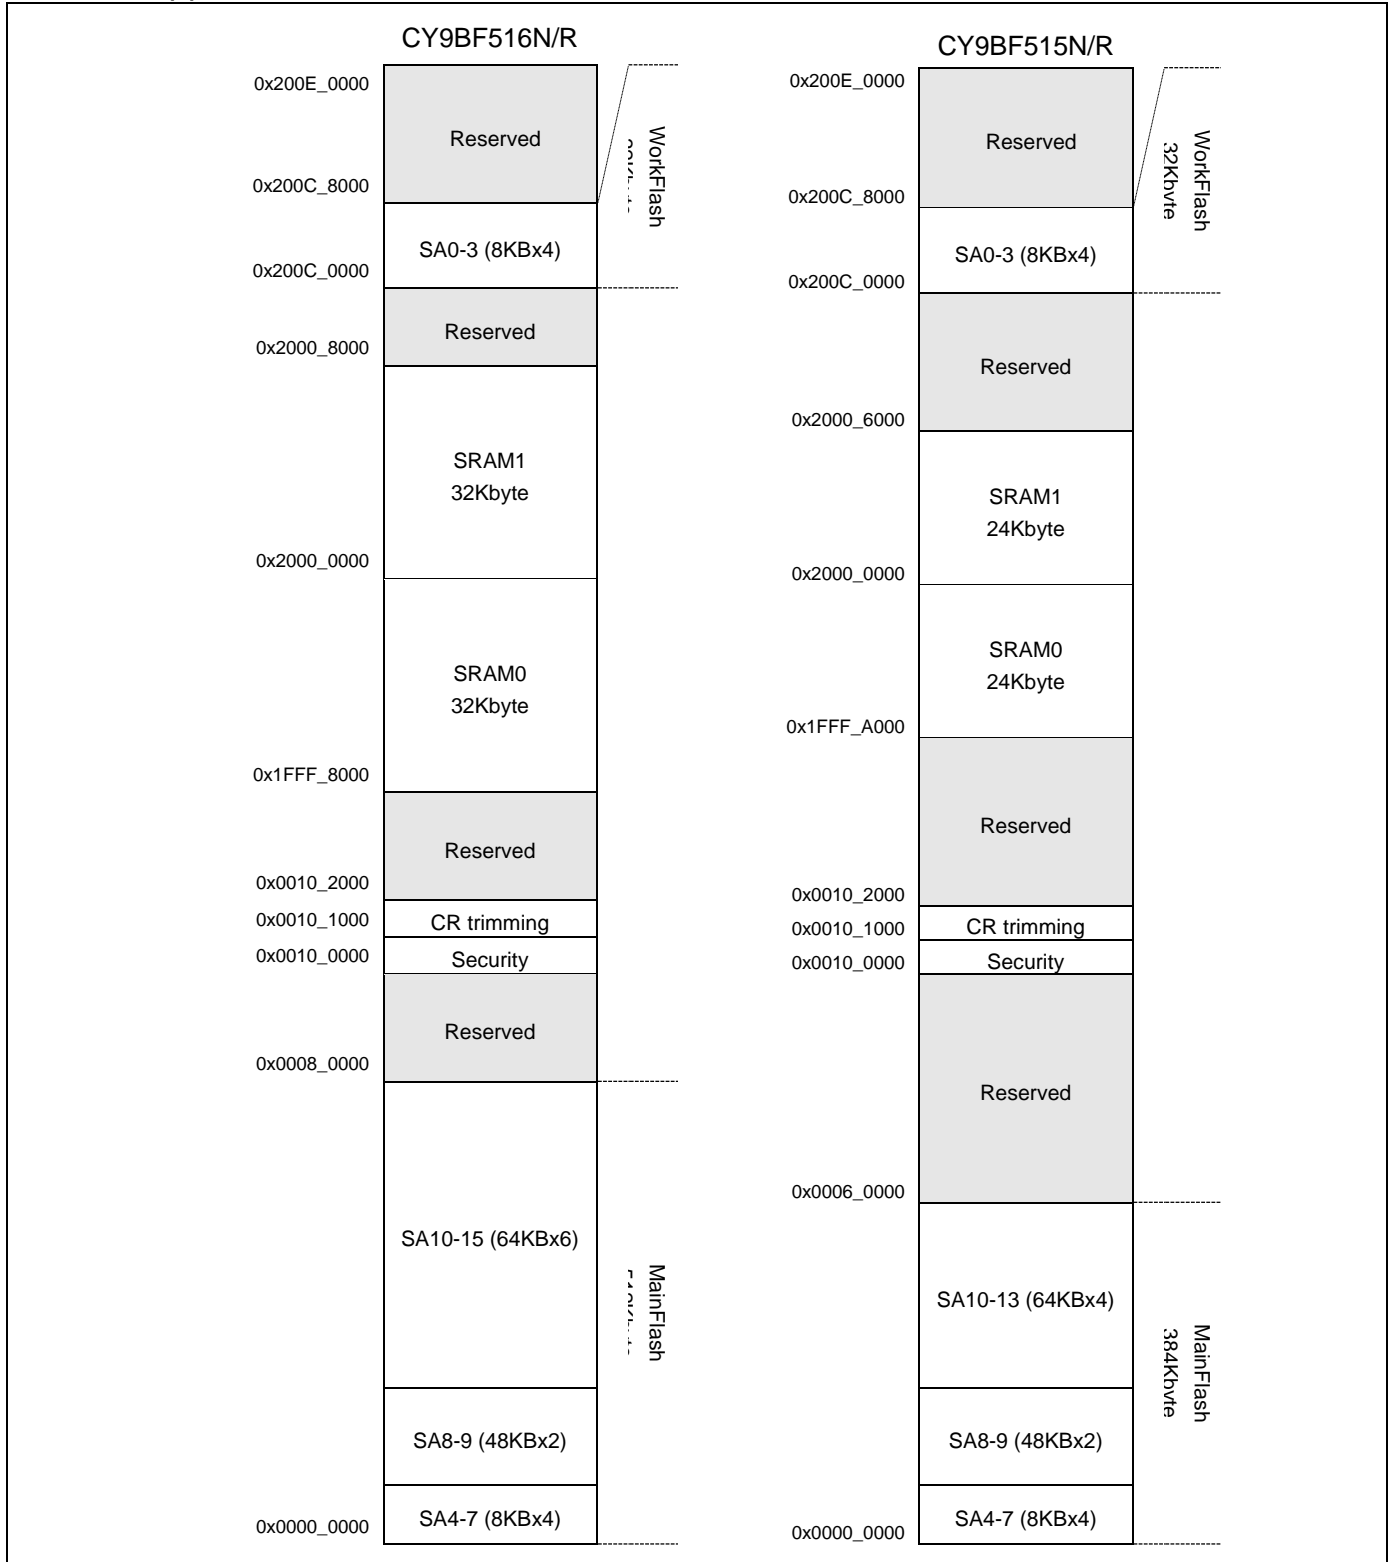 CY9BF516N/R
0x200E_0000
Reserved
0x200C_8000
SA0-3 (8KBx4)
0x200C_0000
Reserved
0x2000_8000
SRAM1
32Kbyte
0x2000_0000
SRAM0
32Kbyte
0x1FFF_8000
Reserved
0x0010_2000
0x0010_1000
CR trimming
0x0010_0000
Security
Reserved
0x0008_0000
SA10-15 (64KBx6)
SA8-9 (48KBx2)
SA4-7 (8KBx4)
0x0000_0000
WorkFlash
MainFlash
CY9BF515N/R
0x200E_0000
Reserved
0x200C_8000
SA0-3 (8KBx4)
0x200C_0000
Reserved
0x2000_6000
SRAM1
24Kbyte
0x2000_0000
SRAM0
24Kbyte
0x1FFF_A000
Reserved
0x0010_2000
0x0010_1000
CR trimming
0x0010_0000
Security
Reserved
0x0006_0000
SA10-13 (64KBx4)
SA8-9 (48KBx2)
SA4-7 (8KBx4)
0x0000_0000
WorkFlash
32Kbyte
MainFlash
384Kbyte